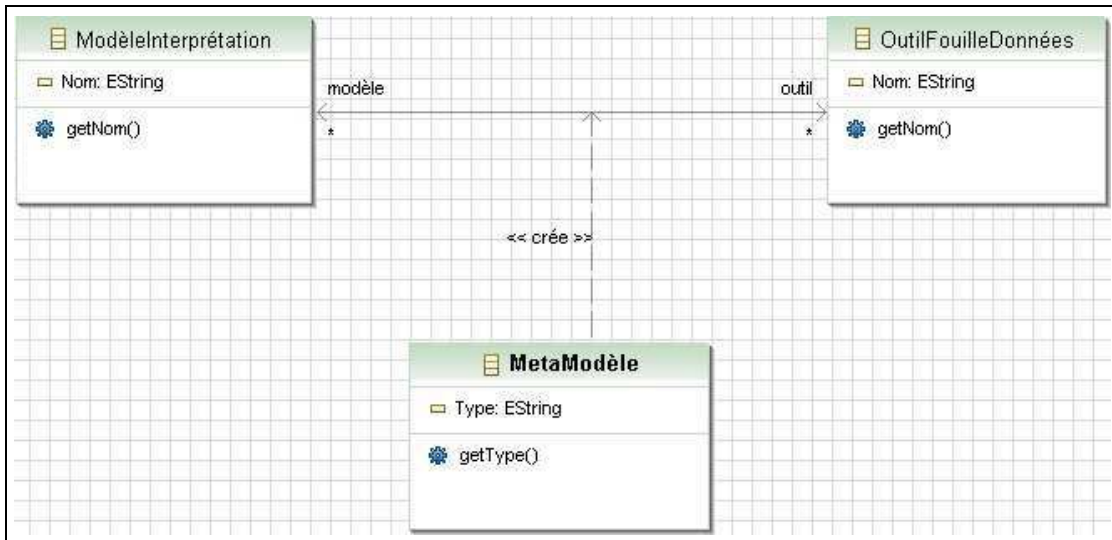 ModèleInterprétation
Nom: EString
getNom()
modèle
*
outil
*
OutilFouilleDonnées
Nom: EString
getNom()
<< crée >>
MetaModèle
Type: EString
getType()